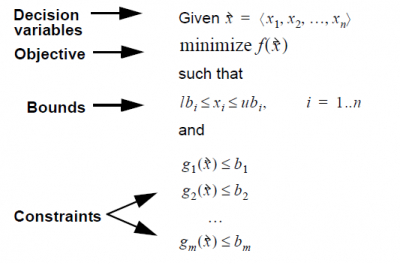 Decision variables Given x⃗ = ⟨x₁, x₂, ..., xₙ⟩
Objective minimize f(x⃗)
such that
Bounds lbᵢ ≤ xᵢ ≤ ubᵢ, i = 1..n
and
g₁(x⃗) ≤ b₁
g₂(x⃗) ≤ b₂
...
Constraints
gₘ(x⃗) ≤ bₘ